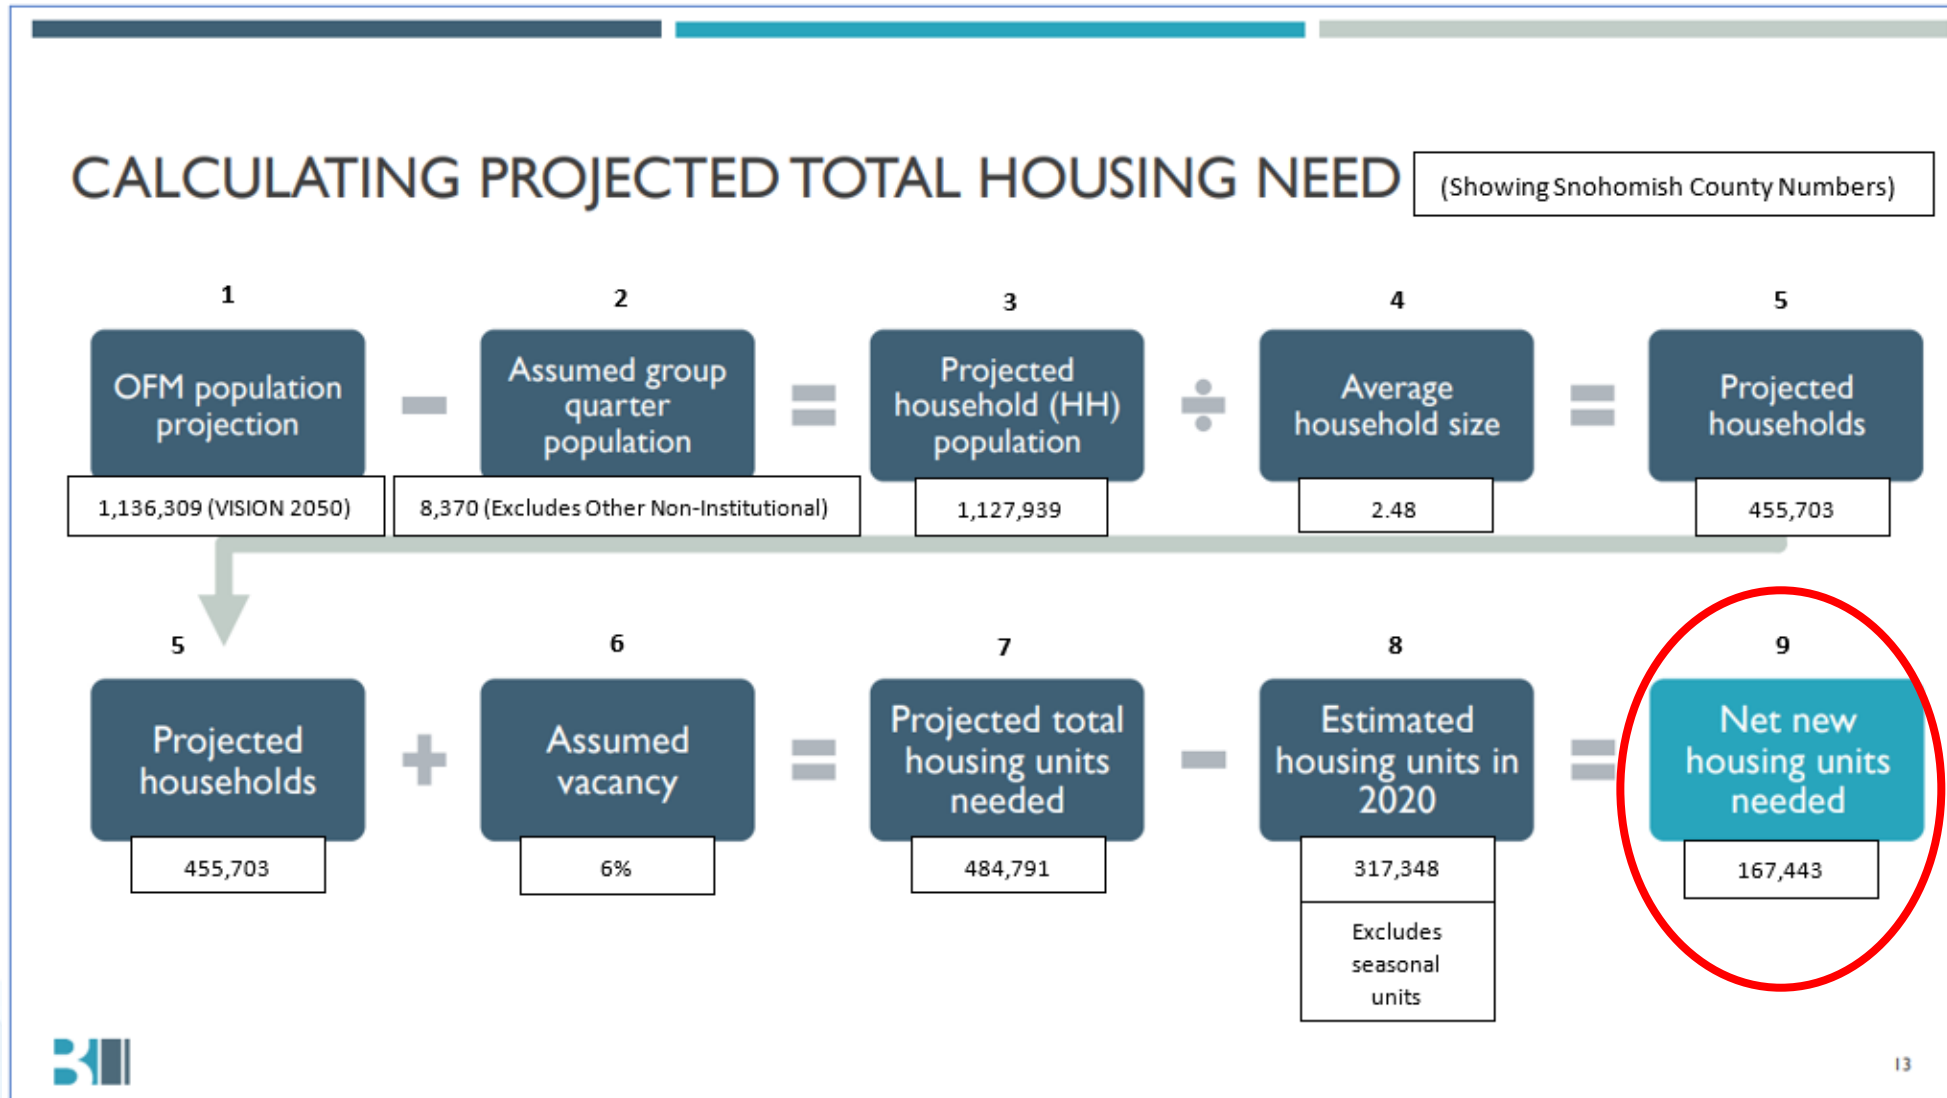 CALCULATING PROJECTED TOTAL HOUSING NEED
(Showing Snohomish County Numbers)
1
OFM population
projection
1,136,309 (VISION 2050)
2
Assumed group
quarter
population
8,370 (Excludes Other Non-Institutional)
3
Projected
household (HH)
population
1,127,939
4
Average
household size
2.48
5
Projected
households
455,703
5
Projected
households
455,703
6
Assumed
vacancy
6%
7
Projected total
housing units
needed
484,791
8
Estimated
housing units in
2020
317,348
Excludes
seasonal
units
9
Net new
housing units
needed
167,443
13